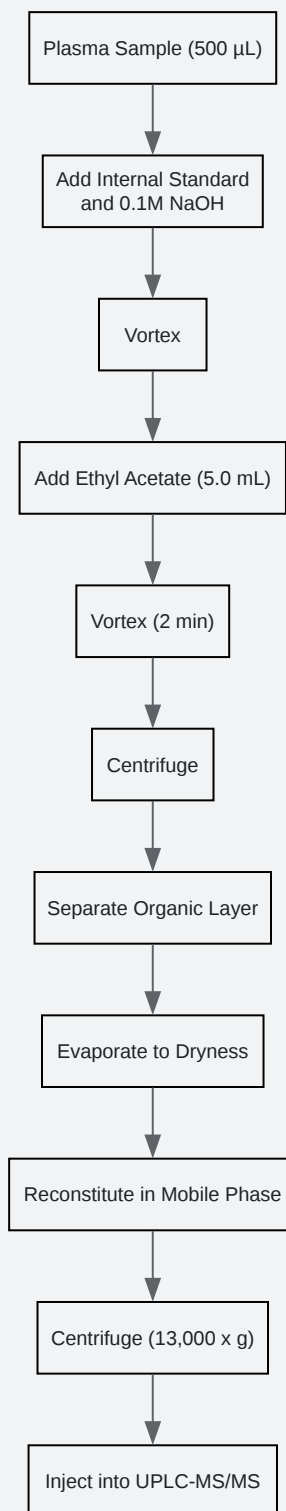 Plasma Sample (500 µL)
Add Internal Standard
and 0.1M NaOH
Vortex
Add Ethyl Acetate (5.0 mL)
Vortex (2 min)
Centrifuge
Separate Organic Layer
Evaporate to Dryness
Reconstitute in Mobile Phase
Centrifuge (13,000 x g)
Inject into UPLC-MS/MS